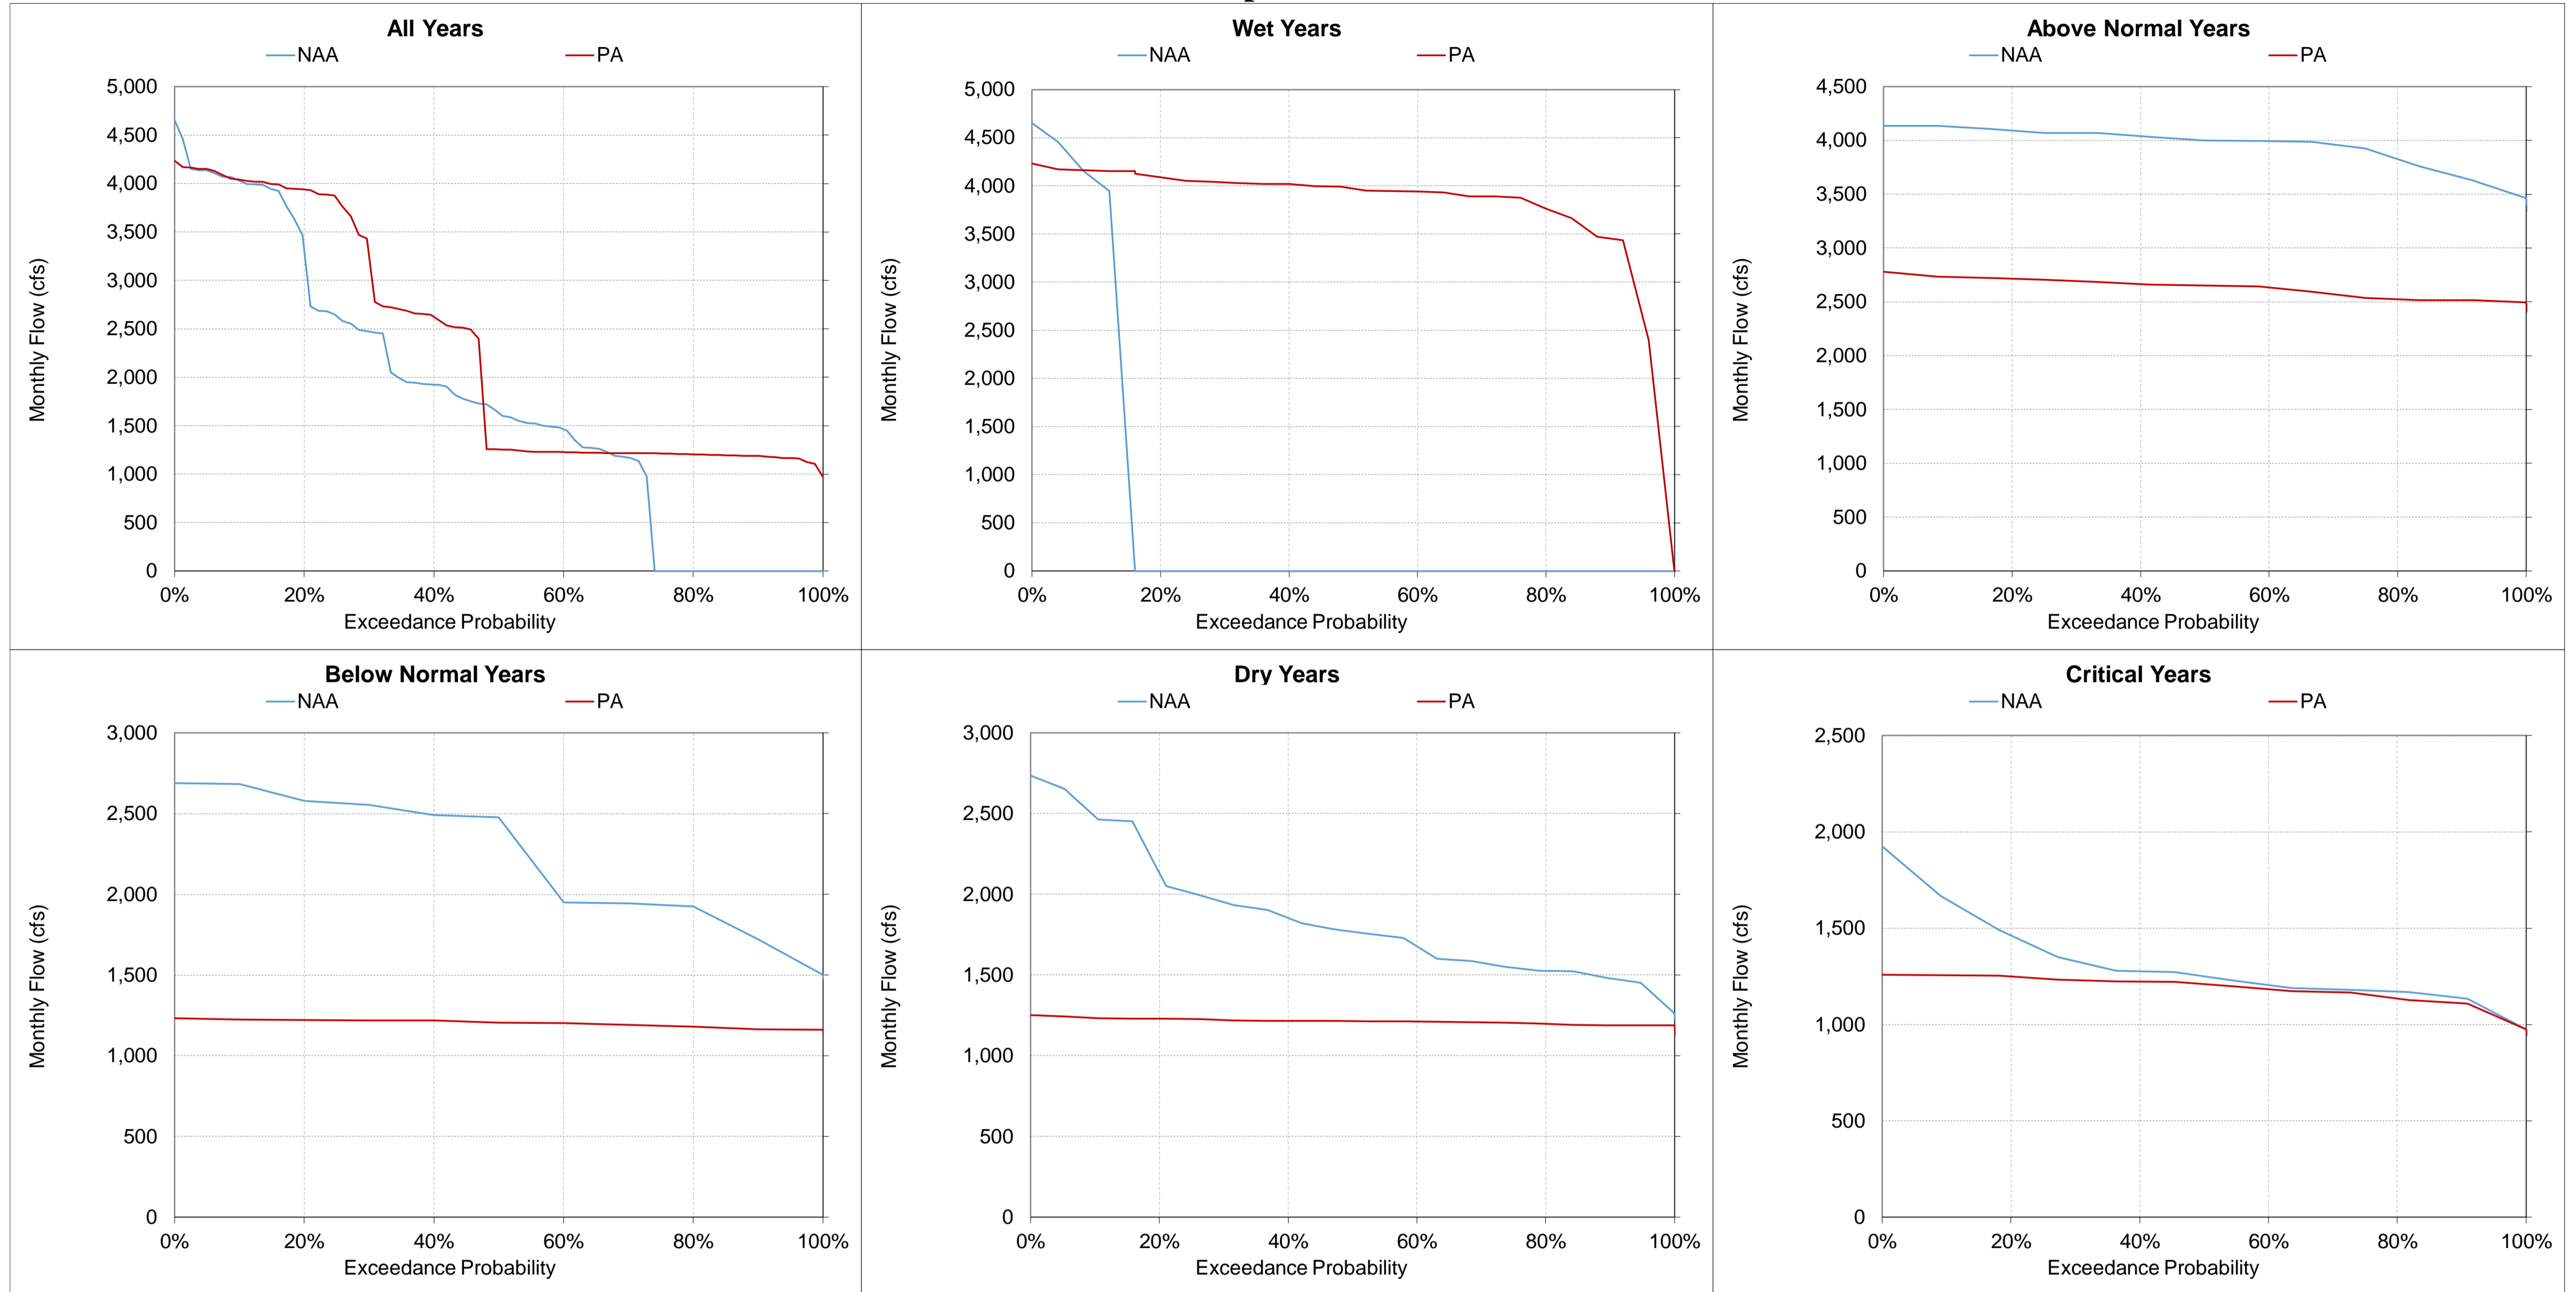 All Years
NAA PA
5,000
4,500
4,000
3,500
3,000
2,500
2,000
1,500
1,000
500
0
Monthly Flow (cfs)
0% 20% 40% 60% 80% 100%
Exceedance Probability
Wet Years
NAA PA
5,000
4,500
4,000
3,500
3,000
2,500
2,000
1,500
1,000
500
0
Monthly Flow (cfs)
0% 20% 40% 60% 80% 100%
Exceedance Probability
Above Normal Years
NAA PA
4,500
4,000
3,500
3,000
2,500
2,000
1,500
1,000
500
0
Monthly Flow (cfs)
0% 20% 40% 60% 80% 100%
Exceedance Probability
Below Normal Years
NAA PA
3,000
2,500
2,000
1,500
1,000
500
0
Monthly Flow (cfs)
0% 20% 40% 60% 80% 100%
Exceedance Probability
Dry Years
NAA PA
3,000
2,500
2,000
1,500
1,000
500
0
Monthly Flow (cfs)
0% 20% 40% 60% 80% 100%
Exceedance Probability
Critical Years
NAA PA
2,500
2,000
1,500
1,000
500
0
Monthly Flow (cfs)
0% 20% 40% 60% 80% 100%
Exceedance Probability